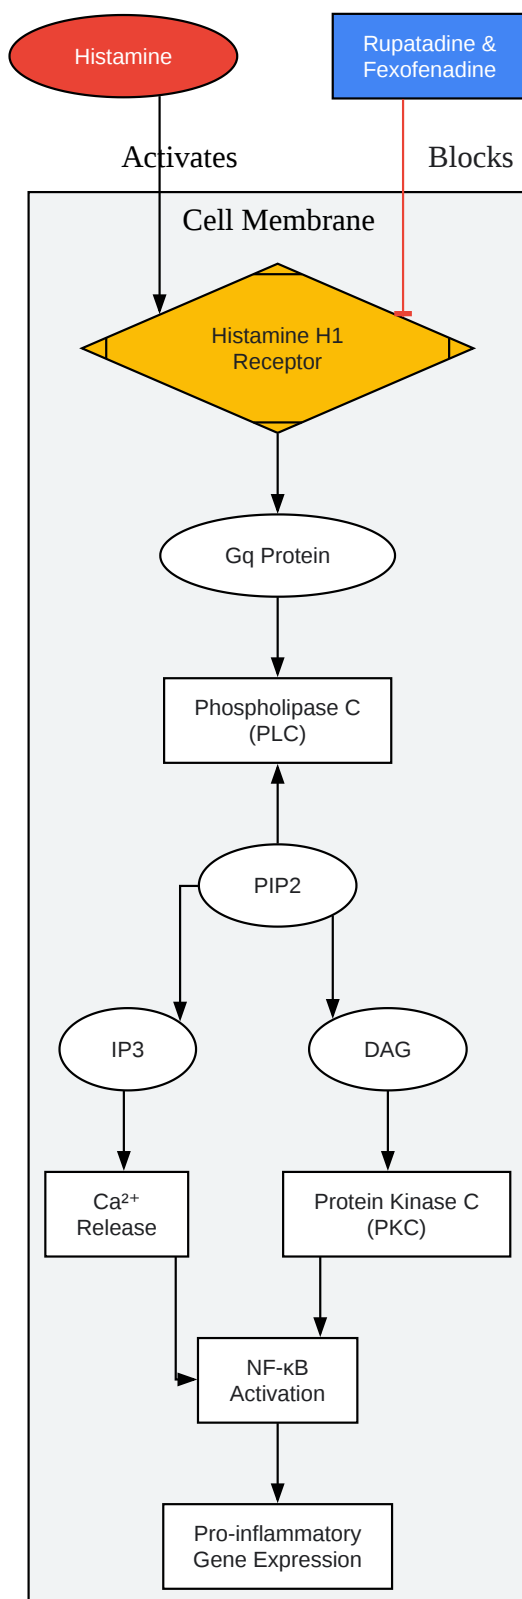 Histamine
Rupatadine &
Fexofenadine
Activates
Blocks
Cell Membrane
Histamine H1
Receptor
Gq Protein
Phospholipase C
(PLC)
PIP2
IP3
DAG
Ca²⁺
Release
Protein Kinase C
(PKC)
NF-κB
Activation
Pro-inflammatory
Gene Expression